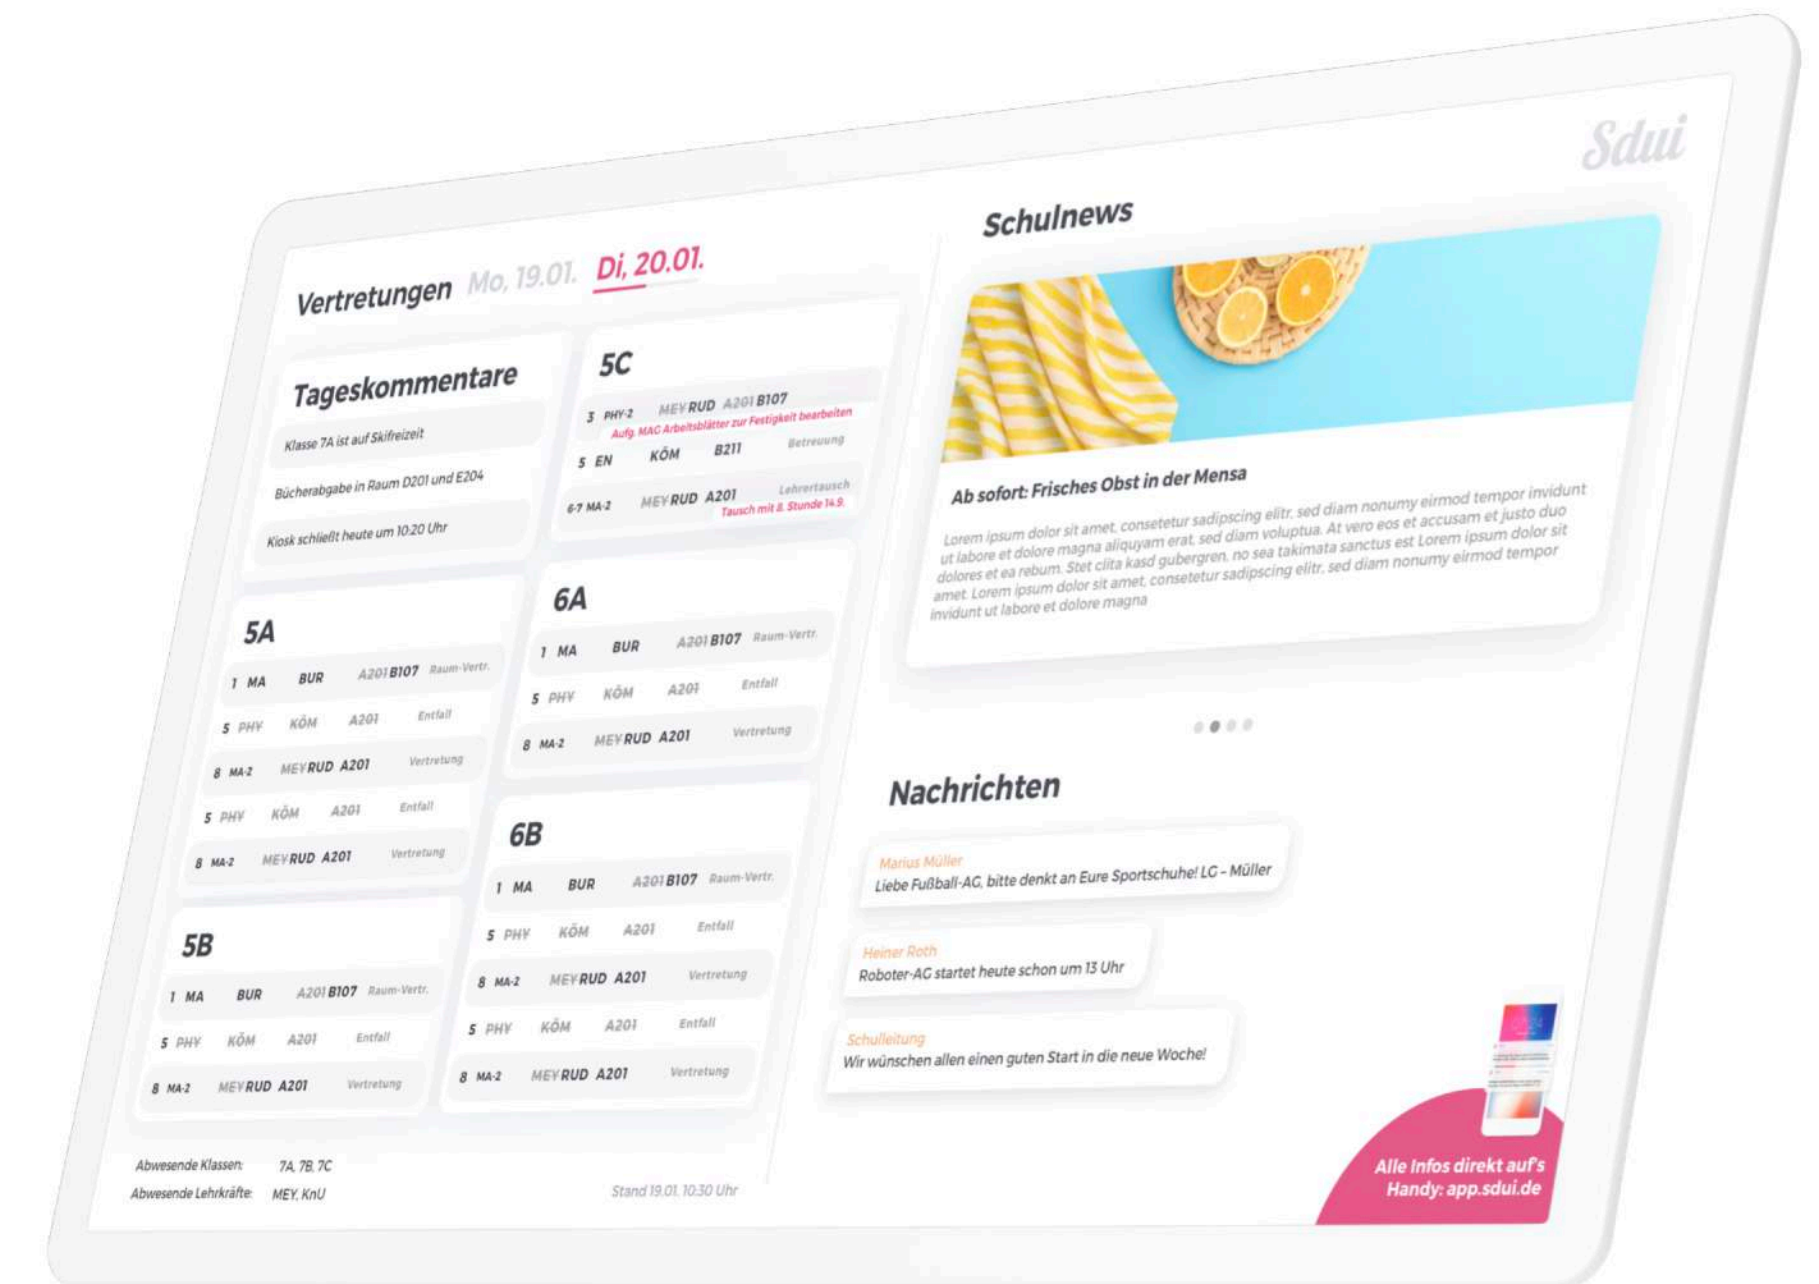 Sdui
Vertretungen Mo, 19.01. Di, 20.01.
Tageskommentare
Klasse 7A ist auf Skifreizeit
Bücherabgabe in Raum D201 und E204
Kiosk schließt heute um 10:20 Uhr
5A
1 MA BUR A201 B107 Raum-Vertr.
5 PHY KÖM A201 Entfall
8 MA-2 MEY RUD A201 Vertretung
5 PHY KÖM A201 Entfall
8 MA-2 MEY RUD A201 Vertretung
5B
1 MA BUR A201 B107 Raum-Vertr.
5 PHY KÖM A201 Entfall
8 MA-2 MEY RUD A201 Vertretung
5C
3 PHY-2 MEY RUD A201 B107
Aufg. MAG Arbeitsblätter zur Festigkeit bearbeiten
5 EN KÖM B211 Betreuung
6-7 MA-2 MEY RUD A201 Lehrertausch
Tausch mit 8. Stunde 14.9.
6A
1 MA BUR A201 B107 Raum-Vertr.
5 PHY KÖM A201 Entfall
8 MA-2 MEY RUD A201 Vertretung
6B
1 MA BUR A201 B107 Raum-Vertr.
5 PHY KÖM A201 Entfall
8 MA-2 MEY RUD A201 Vertretung
5 PHY KÖM A201 Entfall
8 MA-2 MEY RUD A201 Vertretung
Abwesende Klassen: 7A, 7B, 7C
Abwesende Lehrkräfte: MEY, KnU
Stand 19.01. 10:30 Uhr
Schulnews
Ab sofort: Frisches Obst in der Mensa
Lorem ipsum dolor sit amet, consetetur sadipscing elitr, sed diam nonumy eirmod tempor invidunt
ut labore et dolore magna aliquyam erat, sed diam voluptua. At vero eos et accusam et justo duo
dolores et ea rebum. Stet clita kasd gubergren, no sea takimata sanctus est Lorem ipsum dolor sit
amet. Lorem ipsum dolor sit amet, consetetur sadipscing elitr, sed diam nonumy eirmod tempor
invidunt ut labore et dolore magna
Nachrichten
Marius Müller
Liebe Fußball-AG, bitte denkt an Eure Sportschuhe! LG – Müller
Heiner Roth
Roboter-AG startet heute schon um 13 Uhr
Schulleitung
Wir wünschen allen einen guten Start in die neue Woche!
Alle Infos direkt auf's
Handy: app.sdui.de